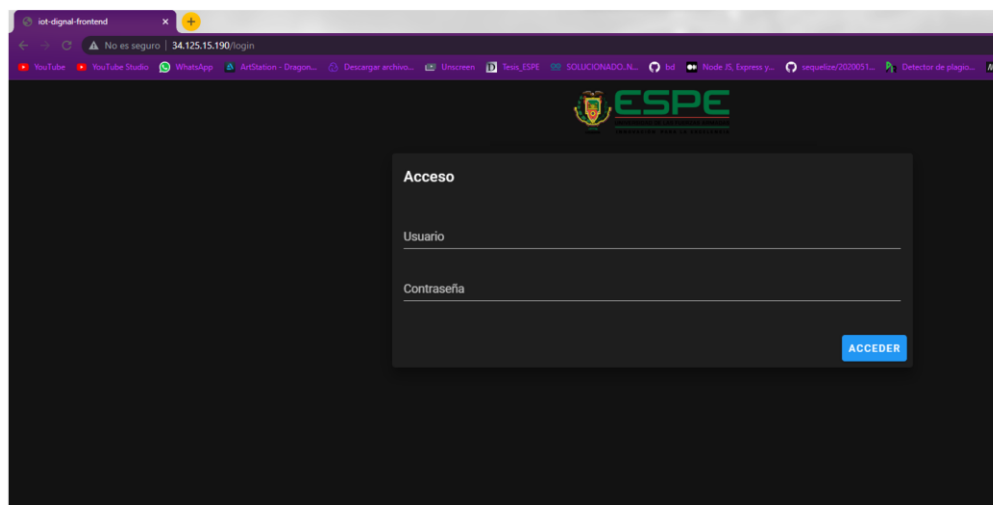 iot-dignal-frontend
No es seguro | 34.125.15.190/login
YouTube YouTube Studio WhatsApp ArtStation - Dragon... Descargar archivo... Unscreen Tesis_ESPE SOLUCIONADO.:N... bd Node JS, Express y... sequelize/2020051... Detector de plagio...
ESPE
Acceso
Usuario
Contraseña
ACCEDER